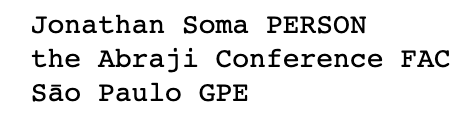 Jonathan Soma PERSON
the Abraji Conference FAC
São Paulo GPE